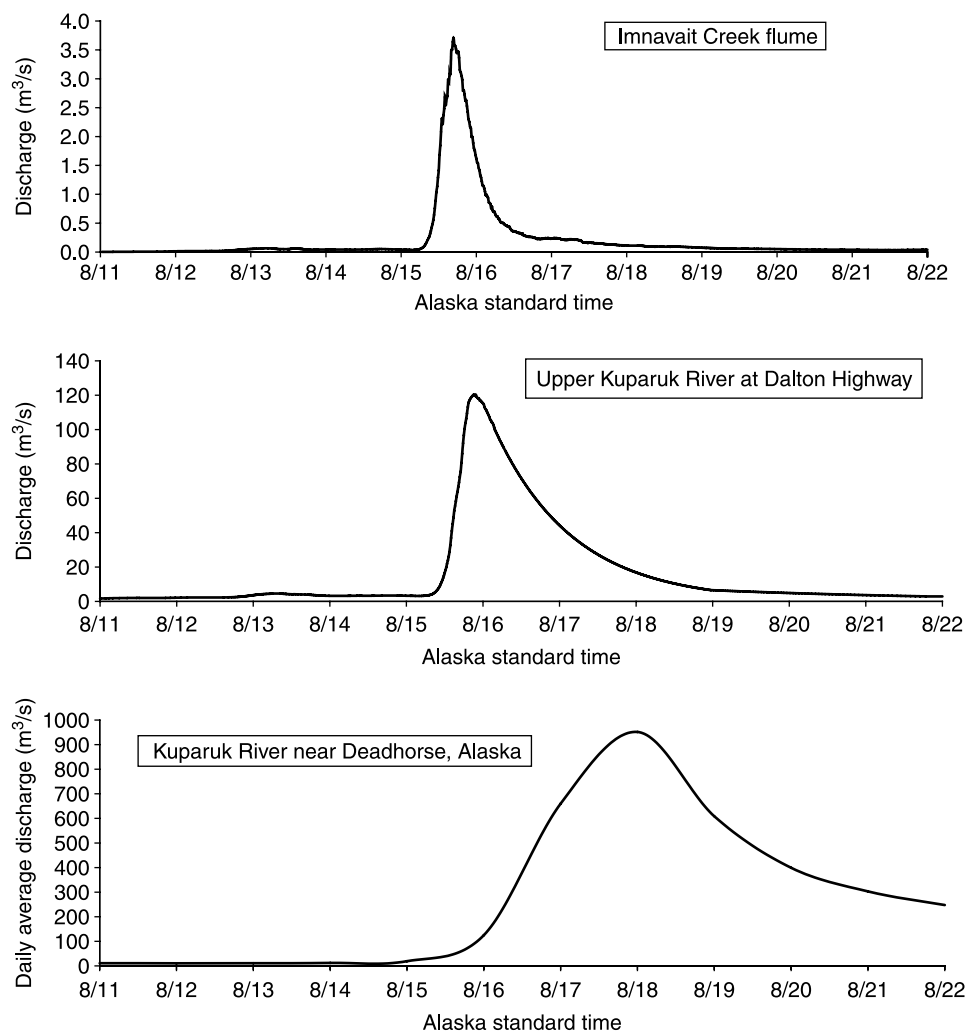 Imnavait Creek flume
Discharge (m³/s)
4.0
3.5
3.0
2.5
2.0
1.5
1.0
0.5
0.0
8/11 8/12 8/13 8/14 8/15 8/16 8/17 8/18 8/19 8/20 8/21 8/22
Alaska standard time
Upper Kuparuk River at Dalton Highway
Discharge (m³/s)
140
120
100
80
60
40
20
0
8/11 8/12 8/13 8/14 8/15 8/16 8/17 8/18 8/19 8/20 8/21 8/22
Alaska standard time
Kuparuk River near Deadhorse, Alaska
Daily average discharge (m³/s)
1000
900
800
700
600
500
400
300
200
100
0
8/11 8/12 8/13 8/14 8/15 8/16 8/17 8/18 8/19 8/20 8/21 8/22
Alaska standard time